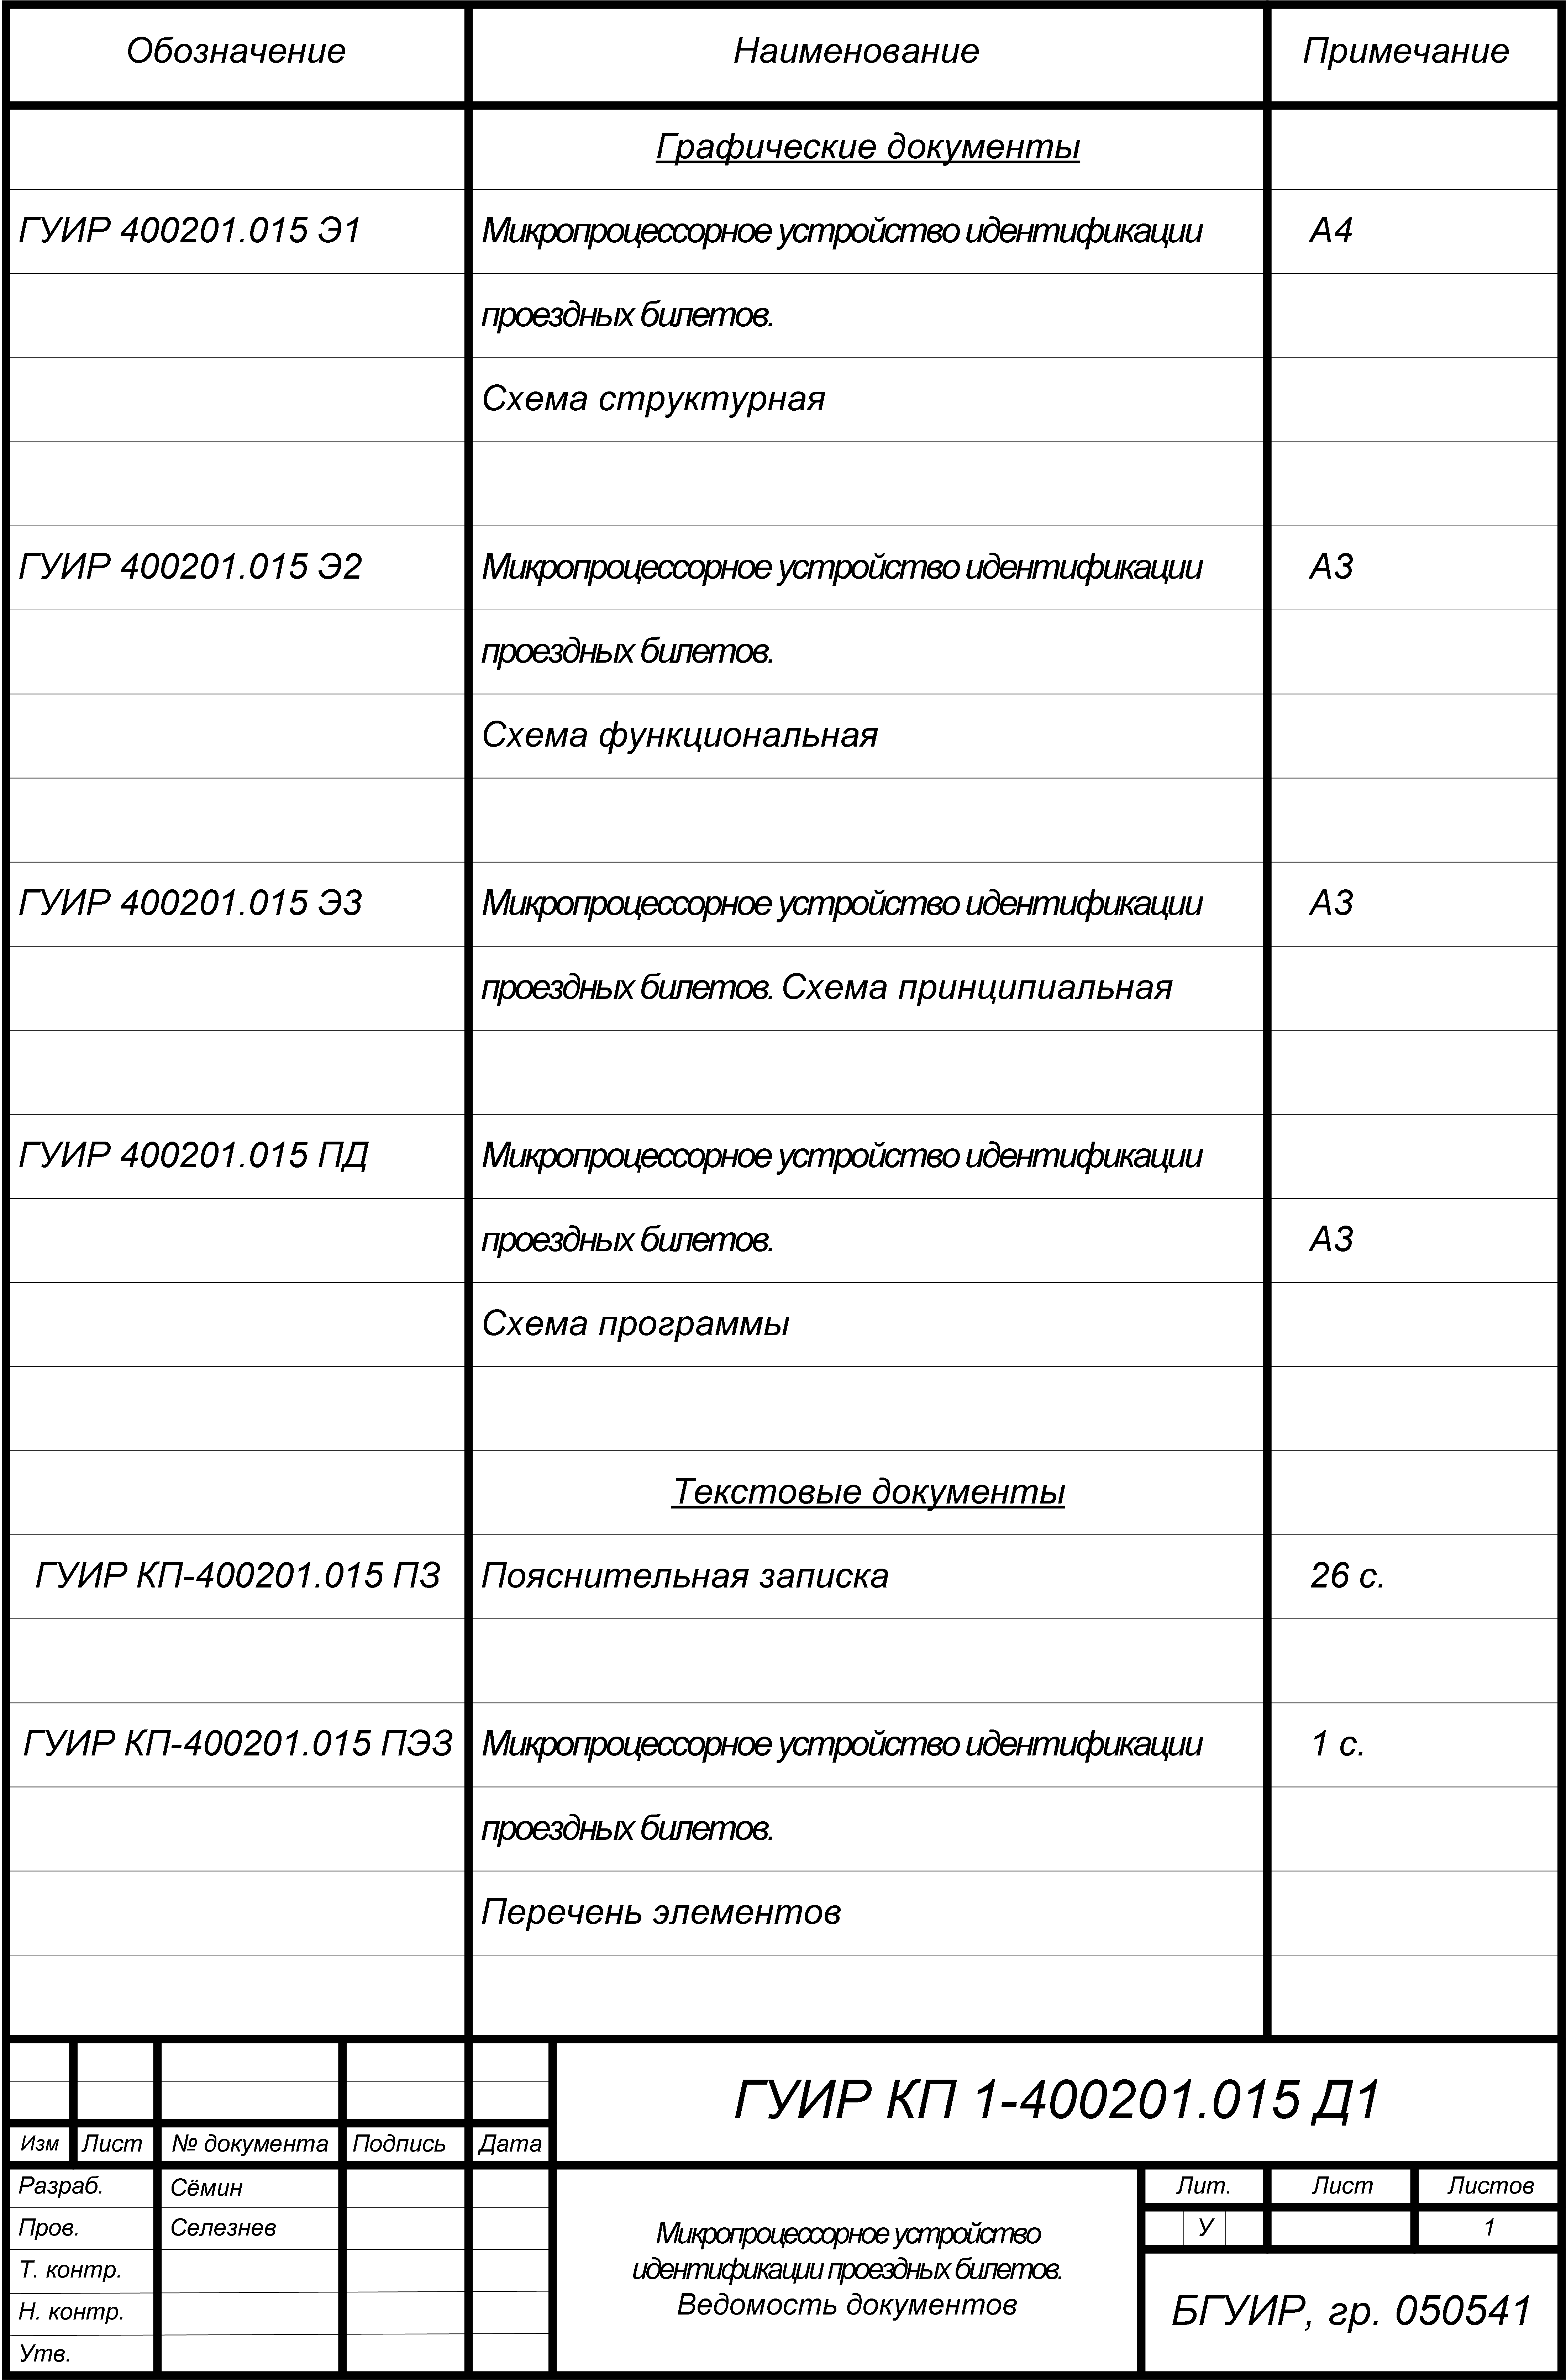 Обозначение Наименование Примечание
Графические документы
ГУИР 400201.015 Э1 Микропроцессорное устройство идентификации А4
проездных билетов.
Схема структурная
ГУИР 400201.015 Э2 Микропроцессорное устройство идентификации А3
проездных билетов.
Схема функциональная
ГУИР 400201.015 Э3 Микропроцессорное устройство идентификации А3
проездных билетов. Схема принципиальная
ГУИР 400201.015 ПД Микропроцессорное устройство идентификации
проездных билетов. А3
Схема программы
Текстовые документы
ГУИР КП-400201.015 ПЗ Пояснительная записка 26 с.
ГУИР КП-400201.015 ПЭЗ Микропроцессорное устройство идентификации 1 с.
проездных билетов.
Перечень элементов
ГУИР КП 1-400201.015 Д1
Изм Лист № документа Подпись Дата
Разраб. Сёмин
Пров. Селезнев
Т. контр.
Н. контр.
Утв.
Микропроцессорное устройство
идентификации проездных билетов.
Ведомость документов
Лит. Лист Листов
У 1
БГУИР, гр. 050541